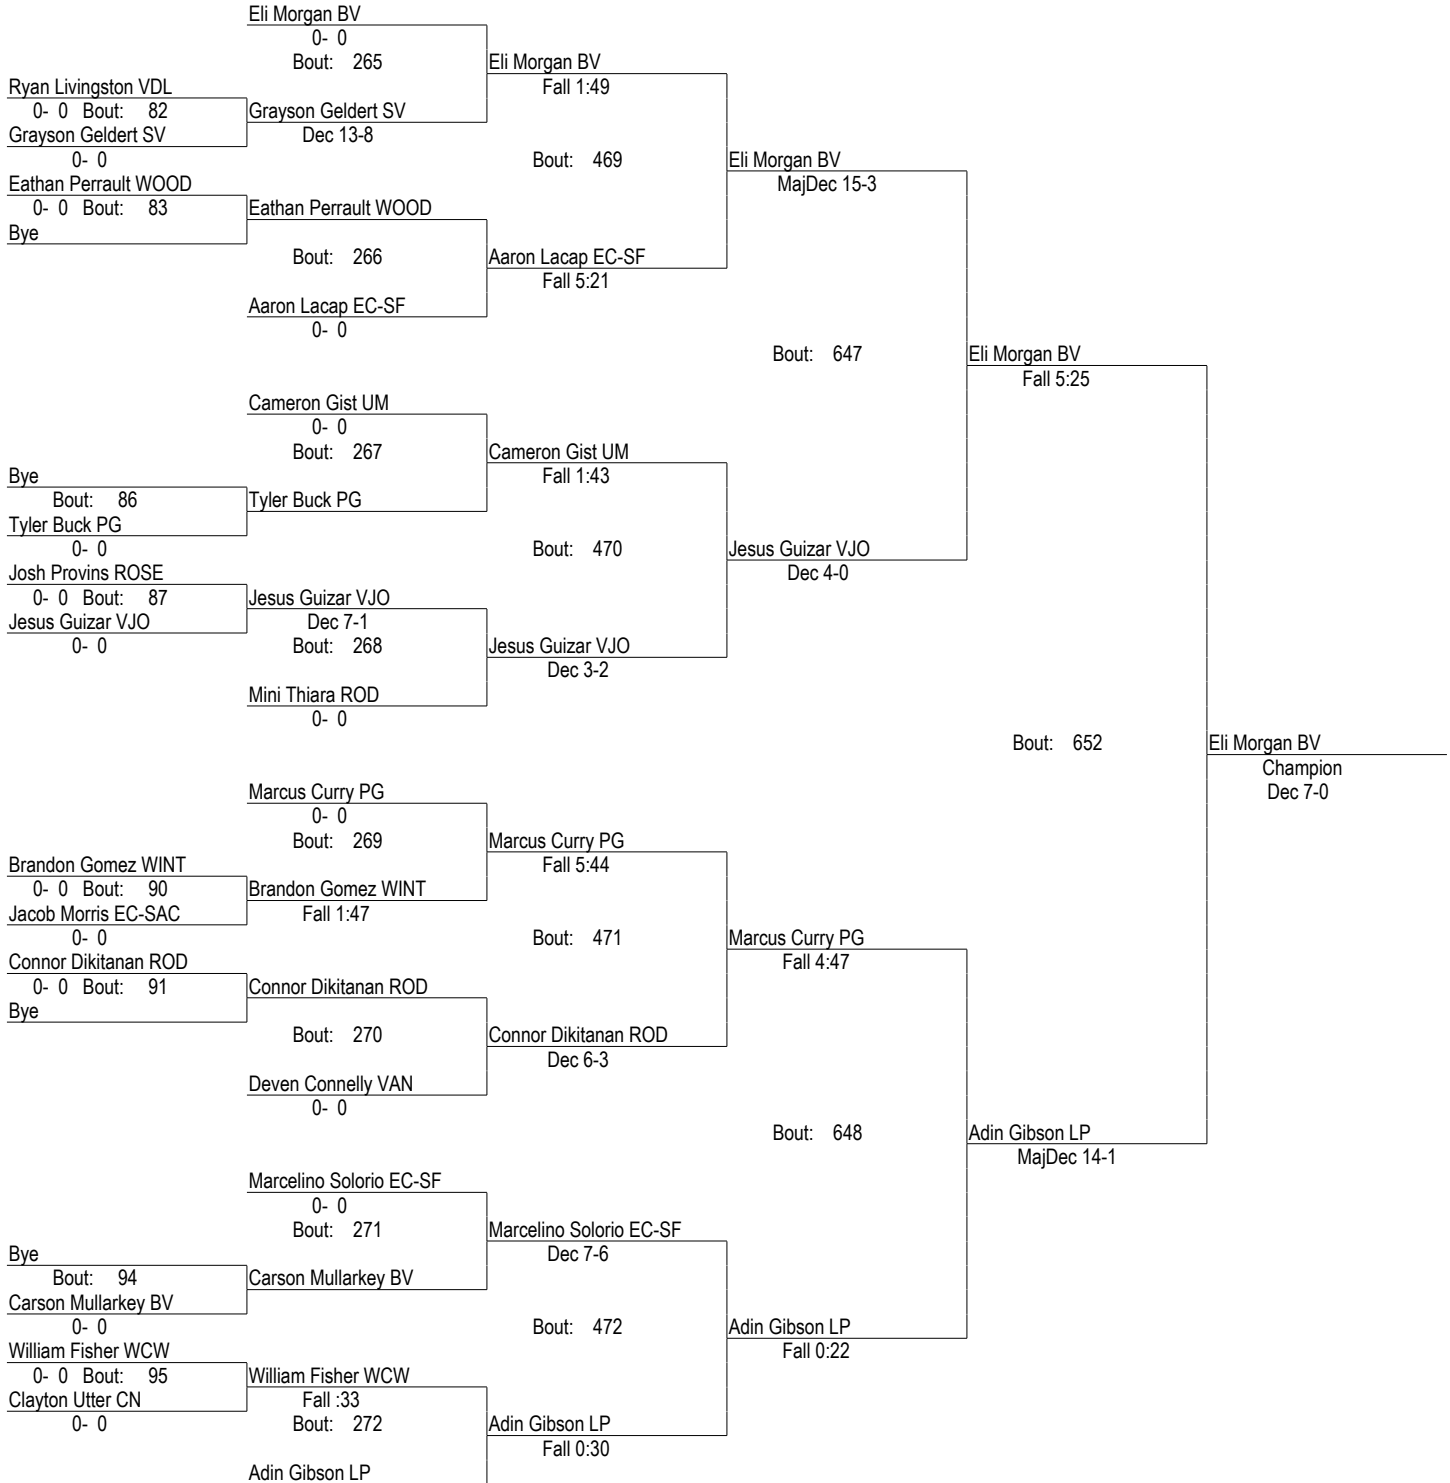 Eli Morgan BV
0- 0
Bout: 265
Eli Morgan BV
Fall 1:49
Ryan Livingston VDL
0- 0 Bout: 82
Grayson Geldert SV
Grayson Geldert SV
Dec 13-8
0- 0
Bout: 469
Eli Morgan BV
MajDec 15-3
Eathan Perrault WOOD
0- 0 Bout: 83
Eathan Perrault WOOD
Bye
Bout: 266
Aaron Lacap EC-SF
Fall 5:21
Aaron Lacap EC-SF
0- 0
Bout: 647
Eli Morgan BV
Fall 5:25
Cameron Gist UM
0- 0
Bout: 267
Cameron Gist UM
Fall 1:43
Bye
Bout: 86
Tyler Buck PG
Tyler Buck PG
0- 0
Bout: 470
Jesus Guizar VJO
Dec 4-0
Josh Provins ROSE
0- 0 Bout: 87
Jesus Guizar VJO
Jesus Guizar VJO
Dec 7-1
0- 0
Bout: 268
Jesus Guizar VJO
Dec 3-2
Mini Thiara ROD
0- 0
Bout: 652
Eli Morgan BV
Champion
Dec 7-0
Marcus Curry PG
0- 0
Bout: 269
Marcus Curry PG
Fall 5:44
Brandon Gomez WINT
0- 0 Bout: 90
Brandon Gomez WINT
Jacob Morris EC-SAC
Fall 1:47
0- 0
Bout: 471
Marcus Curry PG
Fall 4:47
Connor Dikitanan ROD
0- 0 Bout: 91
Connor Dikitanan ROD
Bye
Bout: 270
Connor Dikitanan ROD
Dec 6-3
Deven Connelly VAN
0- 0
Bout: 648
Adin Gibson LP
MajDec 14-1
Marcelino Solorio EC-SF
0- 0
Bout: 271
Marcelino Solorio EC-SF
Dec 7-6
Bye
Bout: 94
Carson Mullarkey BV
Carson Mullarkey BV
0- 0
Bout: 472
Adin Gibson LP
Fall 0:22
William Fisher WCW
0- 0 Bout: 95
William Fisher WCW
Clayton Utter CN
Fall :33
0- 0
Bout: 272
Adin Gibson LP
Fall 0:30
Adin Gibson LP